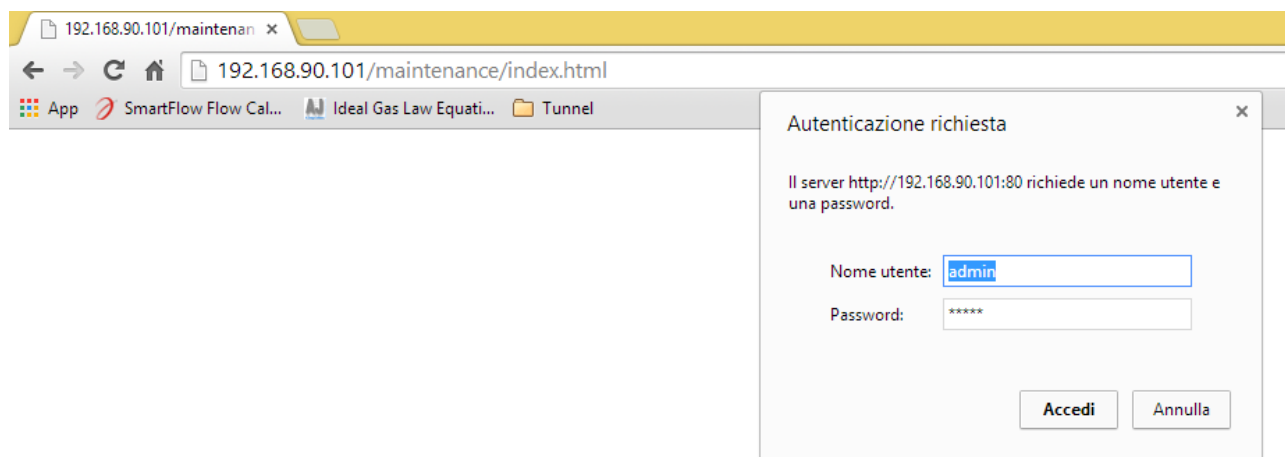 192.168.90.101/maintenan
192.168.90.101/maintenance/index.html
App SmartFlow Flow Cal... Ideal Gas Law Equati... Tunnel
Autenticazione richiesta
Il server http://192.168.90.101:80 richiede un nome utente e
una password.
Nome utente: admin
Password: *****
Accedi Annulla